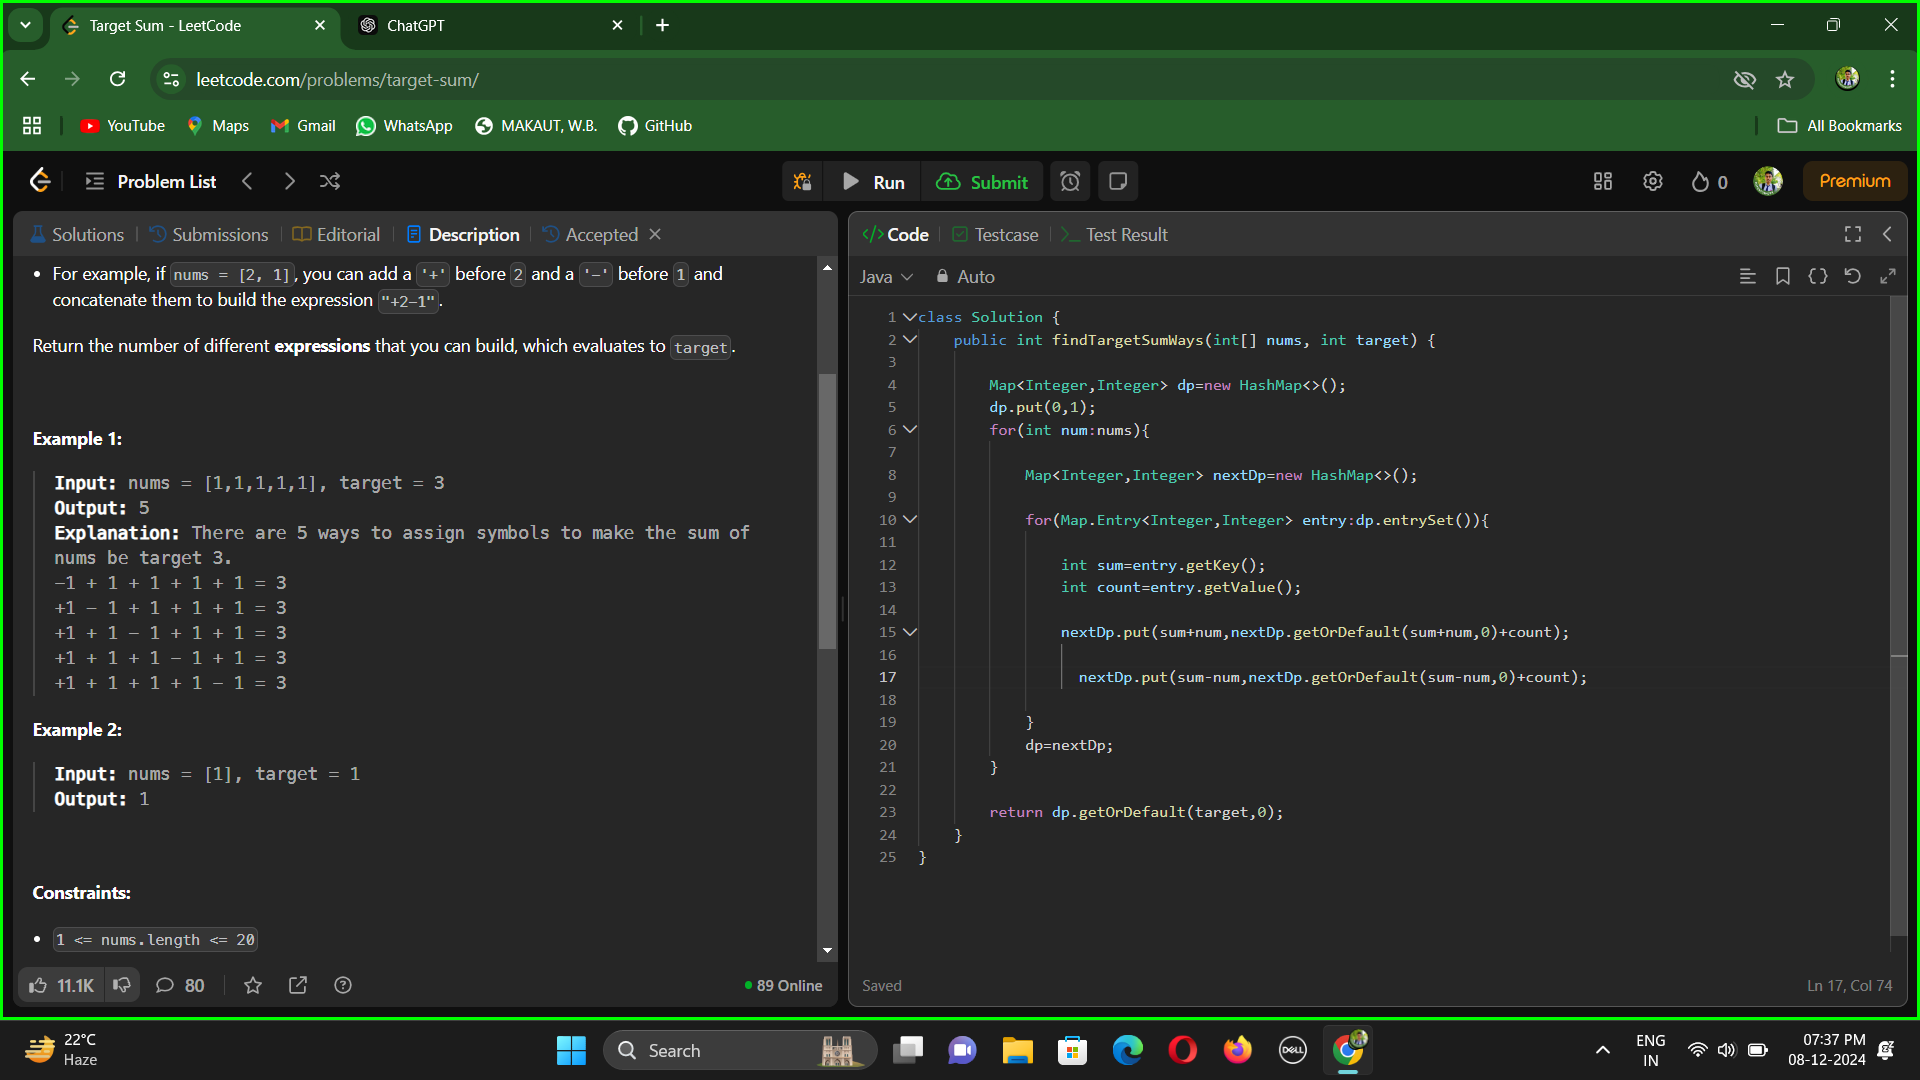 Target Sum - LeetCode
ChatGPT
leetcode.com/problems/target-sum/
YouTube
Maps
Gmail
WhatsApp
MAKAUT, W.B.
GitHub
All Bookmarks
Problem List
Run
Submit
0
Premium
Solutions
Submissions
Editorial
Description
Accepted
• For example, if nums = [2, 1], you can add a '+' before 2 and a '-' before 1 and
concatenate them to build the expression "+2-1".
Return the number of different expressions that you can build, which evaluates to target.
Example 1:
Input: nums = [1,1,1,1,1], target = 3
Output: 5
Explanation: There are 5 ways to assign symbols to make the sum of
nums be target 3.
-1 + 1 + 1 + 1 + 1 = 3
+1 - 1 + 1 + 1 + 1 = 3
+1 + 1 - 1 + 1 + 1 = 3
+1 + 1 + 1 - 1 + 1 = 3
+1 + 1 + 1 + 1 - 1 = 3
Example 2:
Input: nums = [1], target = 1
Output: 1
Constraints:
• 1 <= nums.length <= 20
11.1K
80
89 Online
Code
Testcase
Test Result
Java
Auto
1 class Solution {
2 public int findTargetSumWays(int[] nums, int target) {
3
4 Map<Integer,Integer> dp=new HashMap<>();
5 dp.put(0,1);
6 for(int num:nums){
7
8 Map<Integer,Integer> nextDp=new HashMap<>();
9
10 for(Map.Entry<Integer,Integer> entry:dp.entrySet()){
11
12 int sum=entry.getKey();
13 int count=entry.getValue();
14
15 nextDp.put(sum+num,nextDp.getOrDefault(sum+num,0)+count);
16
17 nextDp.put(sum-num,nextDp.getOrDefault(sum-num,0)+count);
18
19 }
20 dp=nextDp;
21 }
22
23 return dp.getOrDefault(target,0);
24 }
25 }
Saved
Ln 17, Col 74
22°C
Haze
Search
DELL
ENG
IN
07:37 PM
08-12-2024